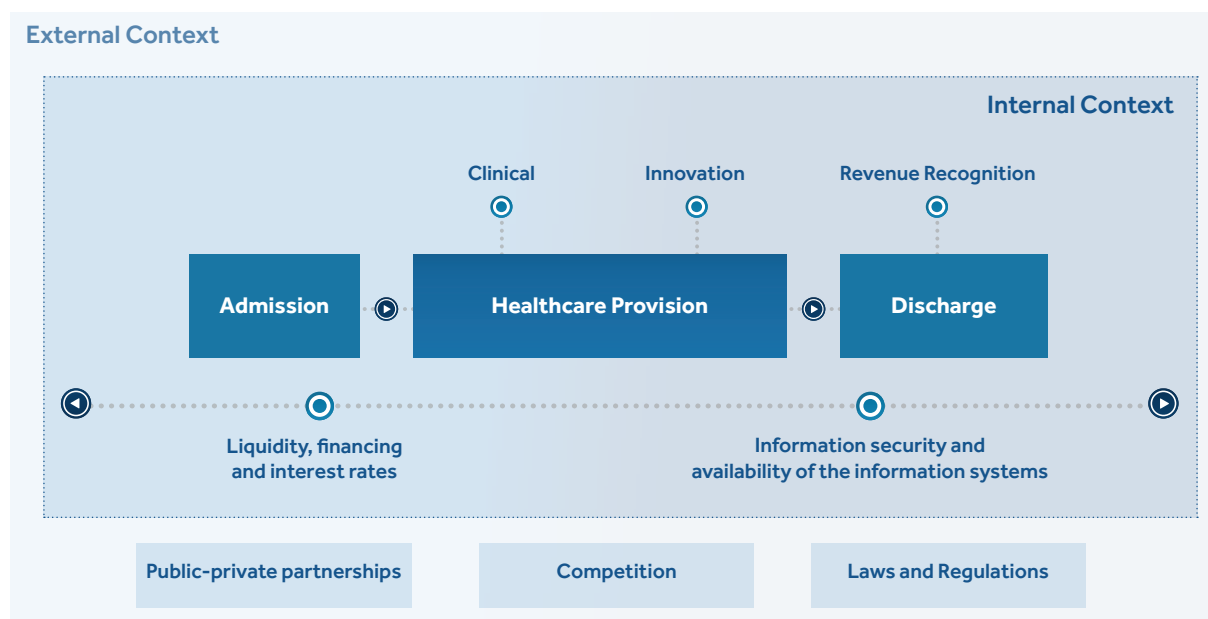 External Context
Internal Context
Clinical
Innovation
Revenue Recognition
Admission
Healthcare Provision
Discharge
Liquidity, financing
and interest rates
Information security and
availability of the information systems
Public-private partnerships
Competition
Laws and Regulations